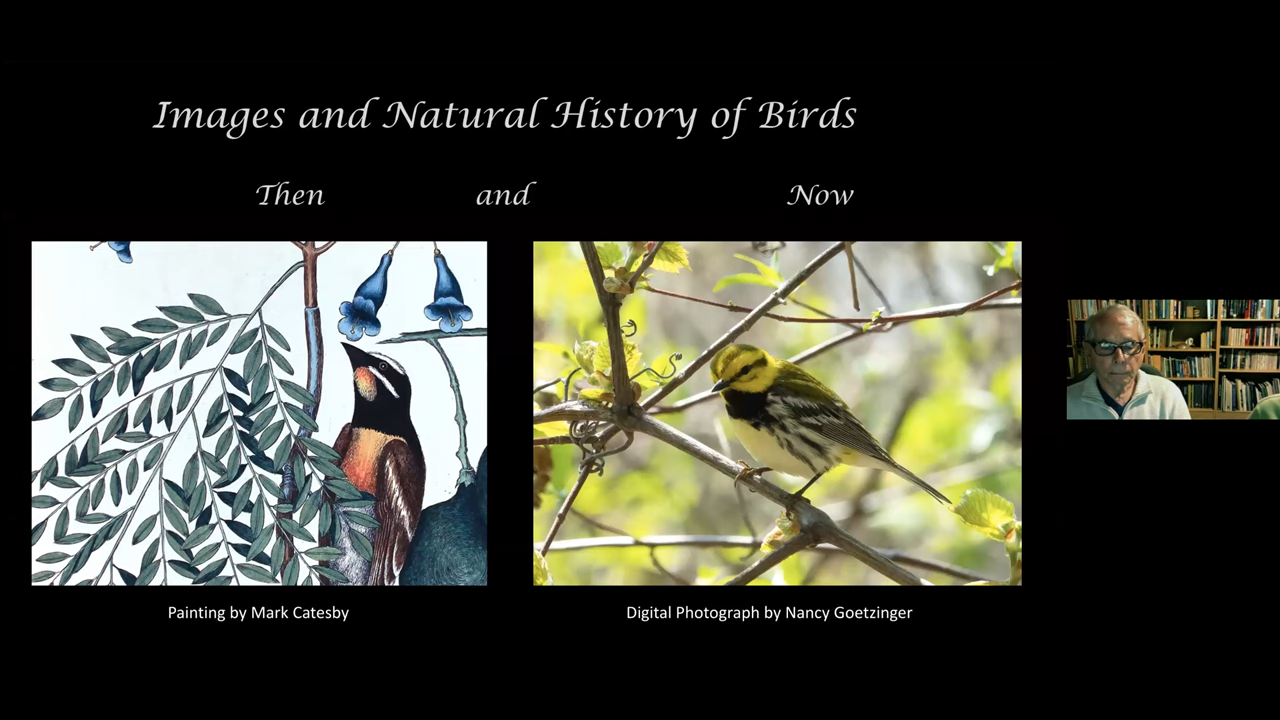 Images and Natural History of Birds
Then and Now
Painting by Mark Catesby
Digital Photograph by Nancy Goetzinger